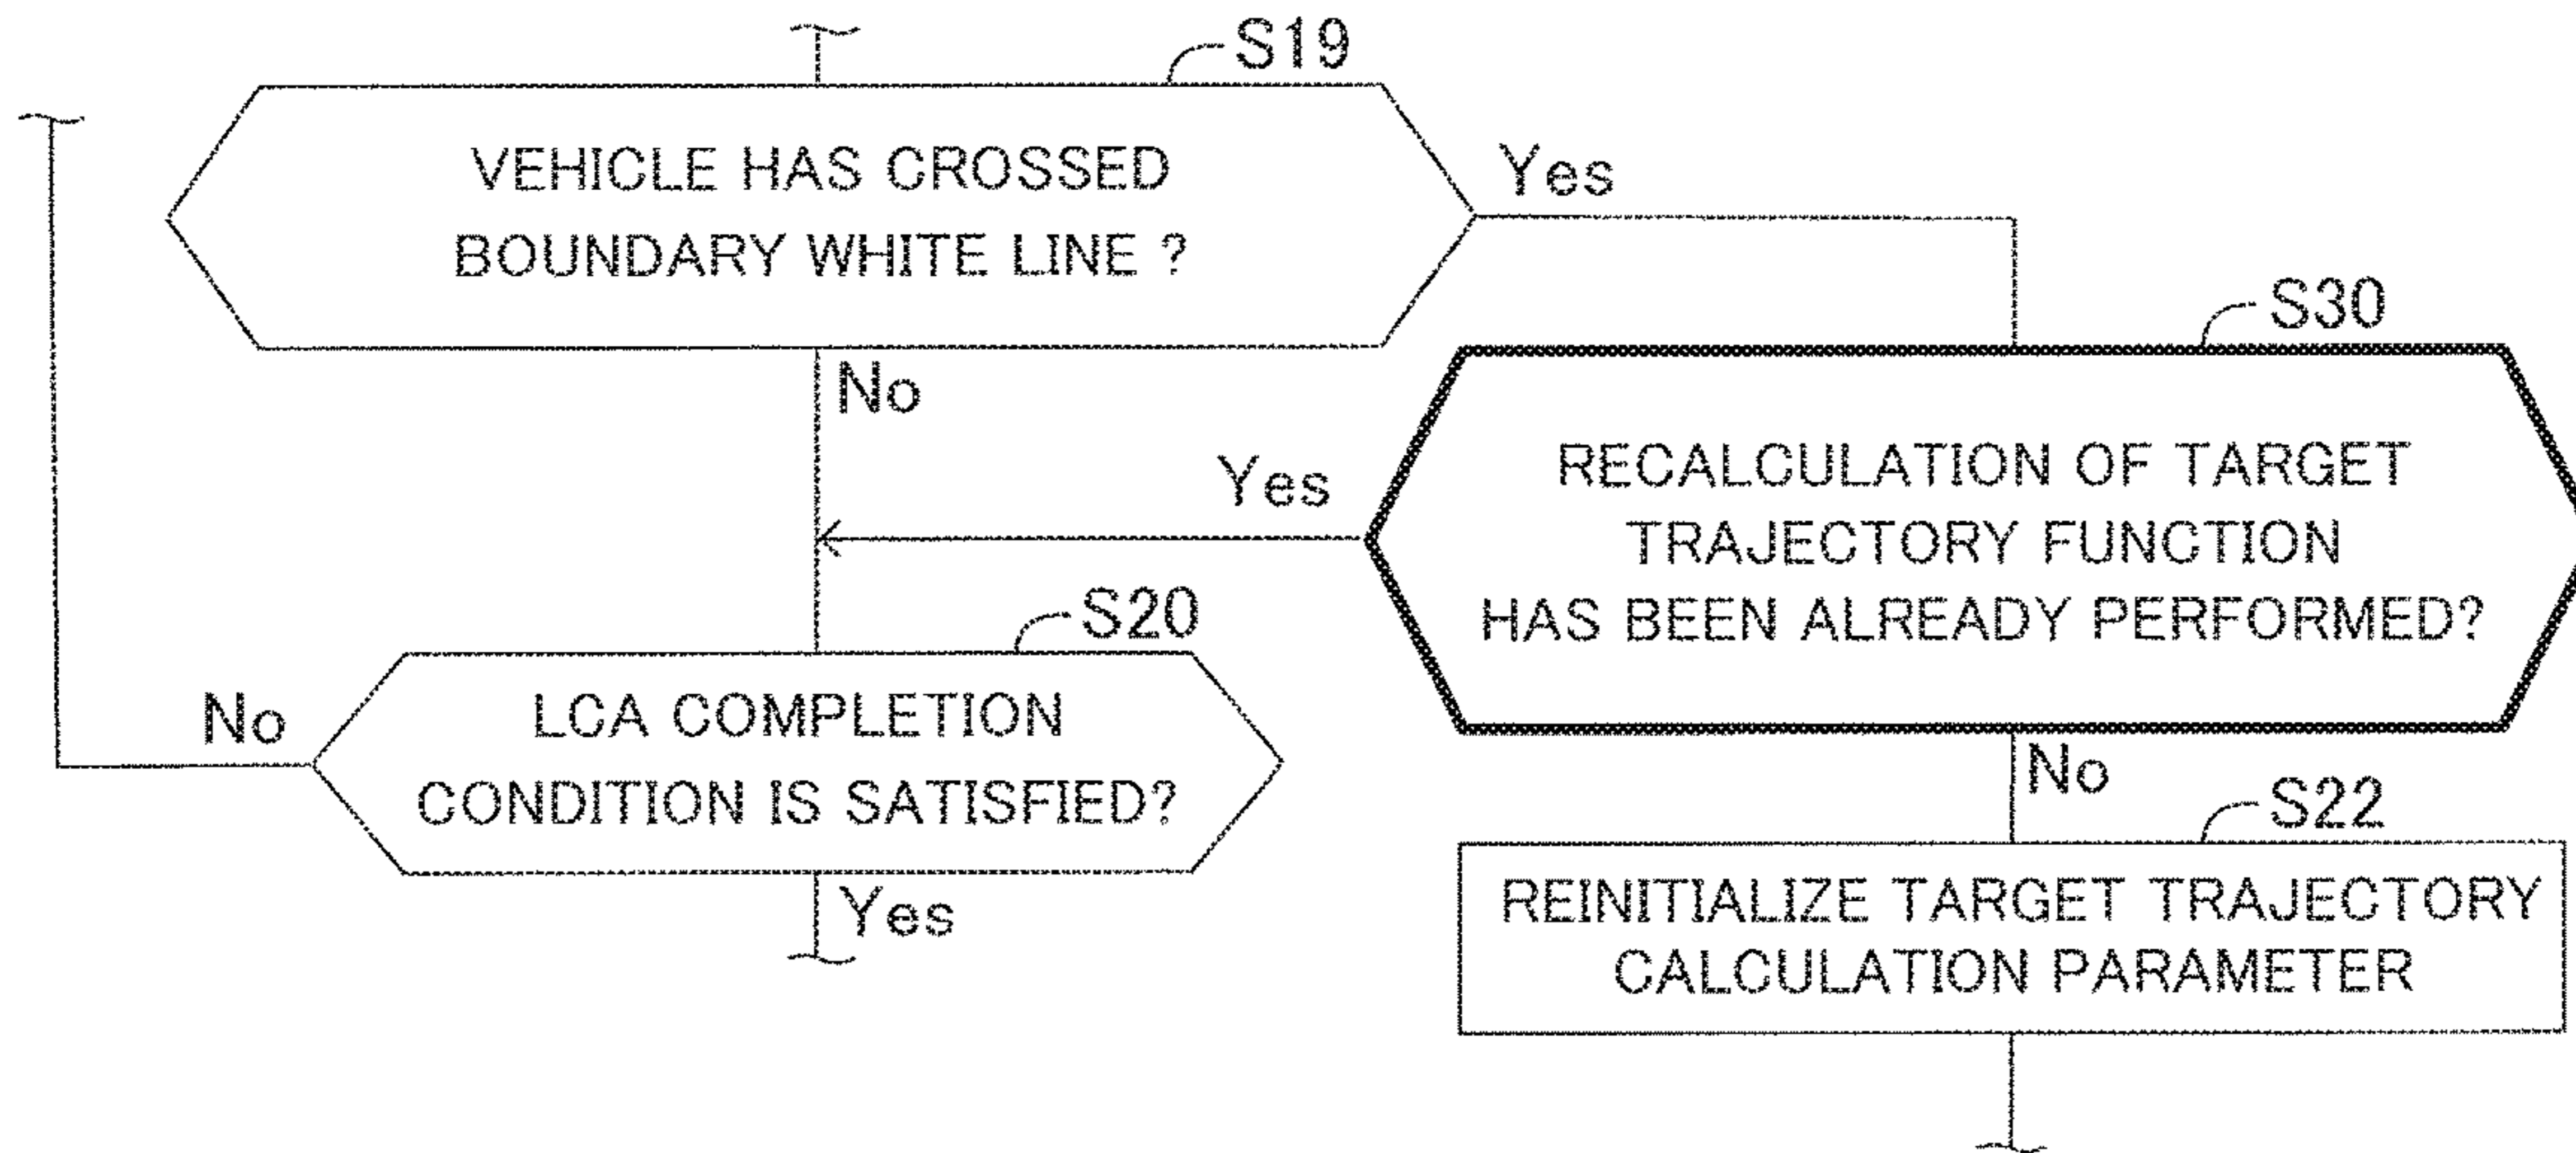 S19
VEHICLE HAS CROSSED
BOUNDARY WHITE LINE ?
Yes
No
S30
RECALCULATION OF TARGET
TRAJECTORY FUNCTION
HAS BEEN ALREADY PERFORMED?
Yes
No
S20
LCA COMPLETION
CONDITION IS SATISFIED?
No
Yes
S22
REINITIALIZE TARGET TRAJECTORY
CALCULATION PARAMETER